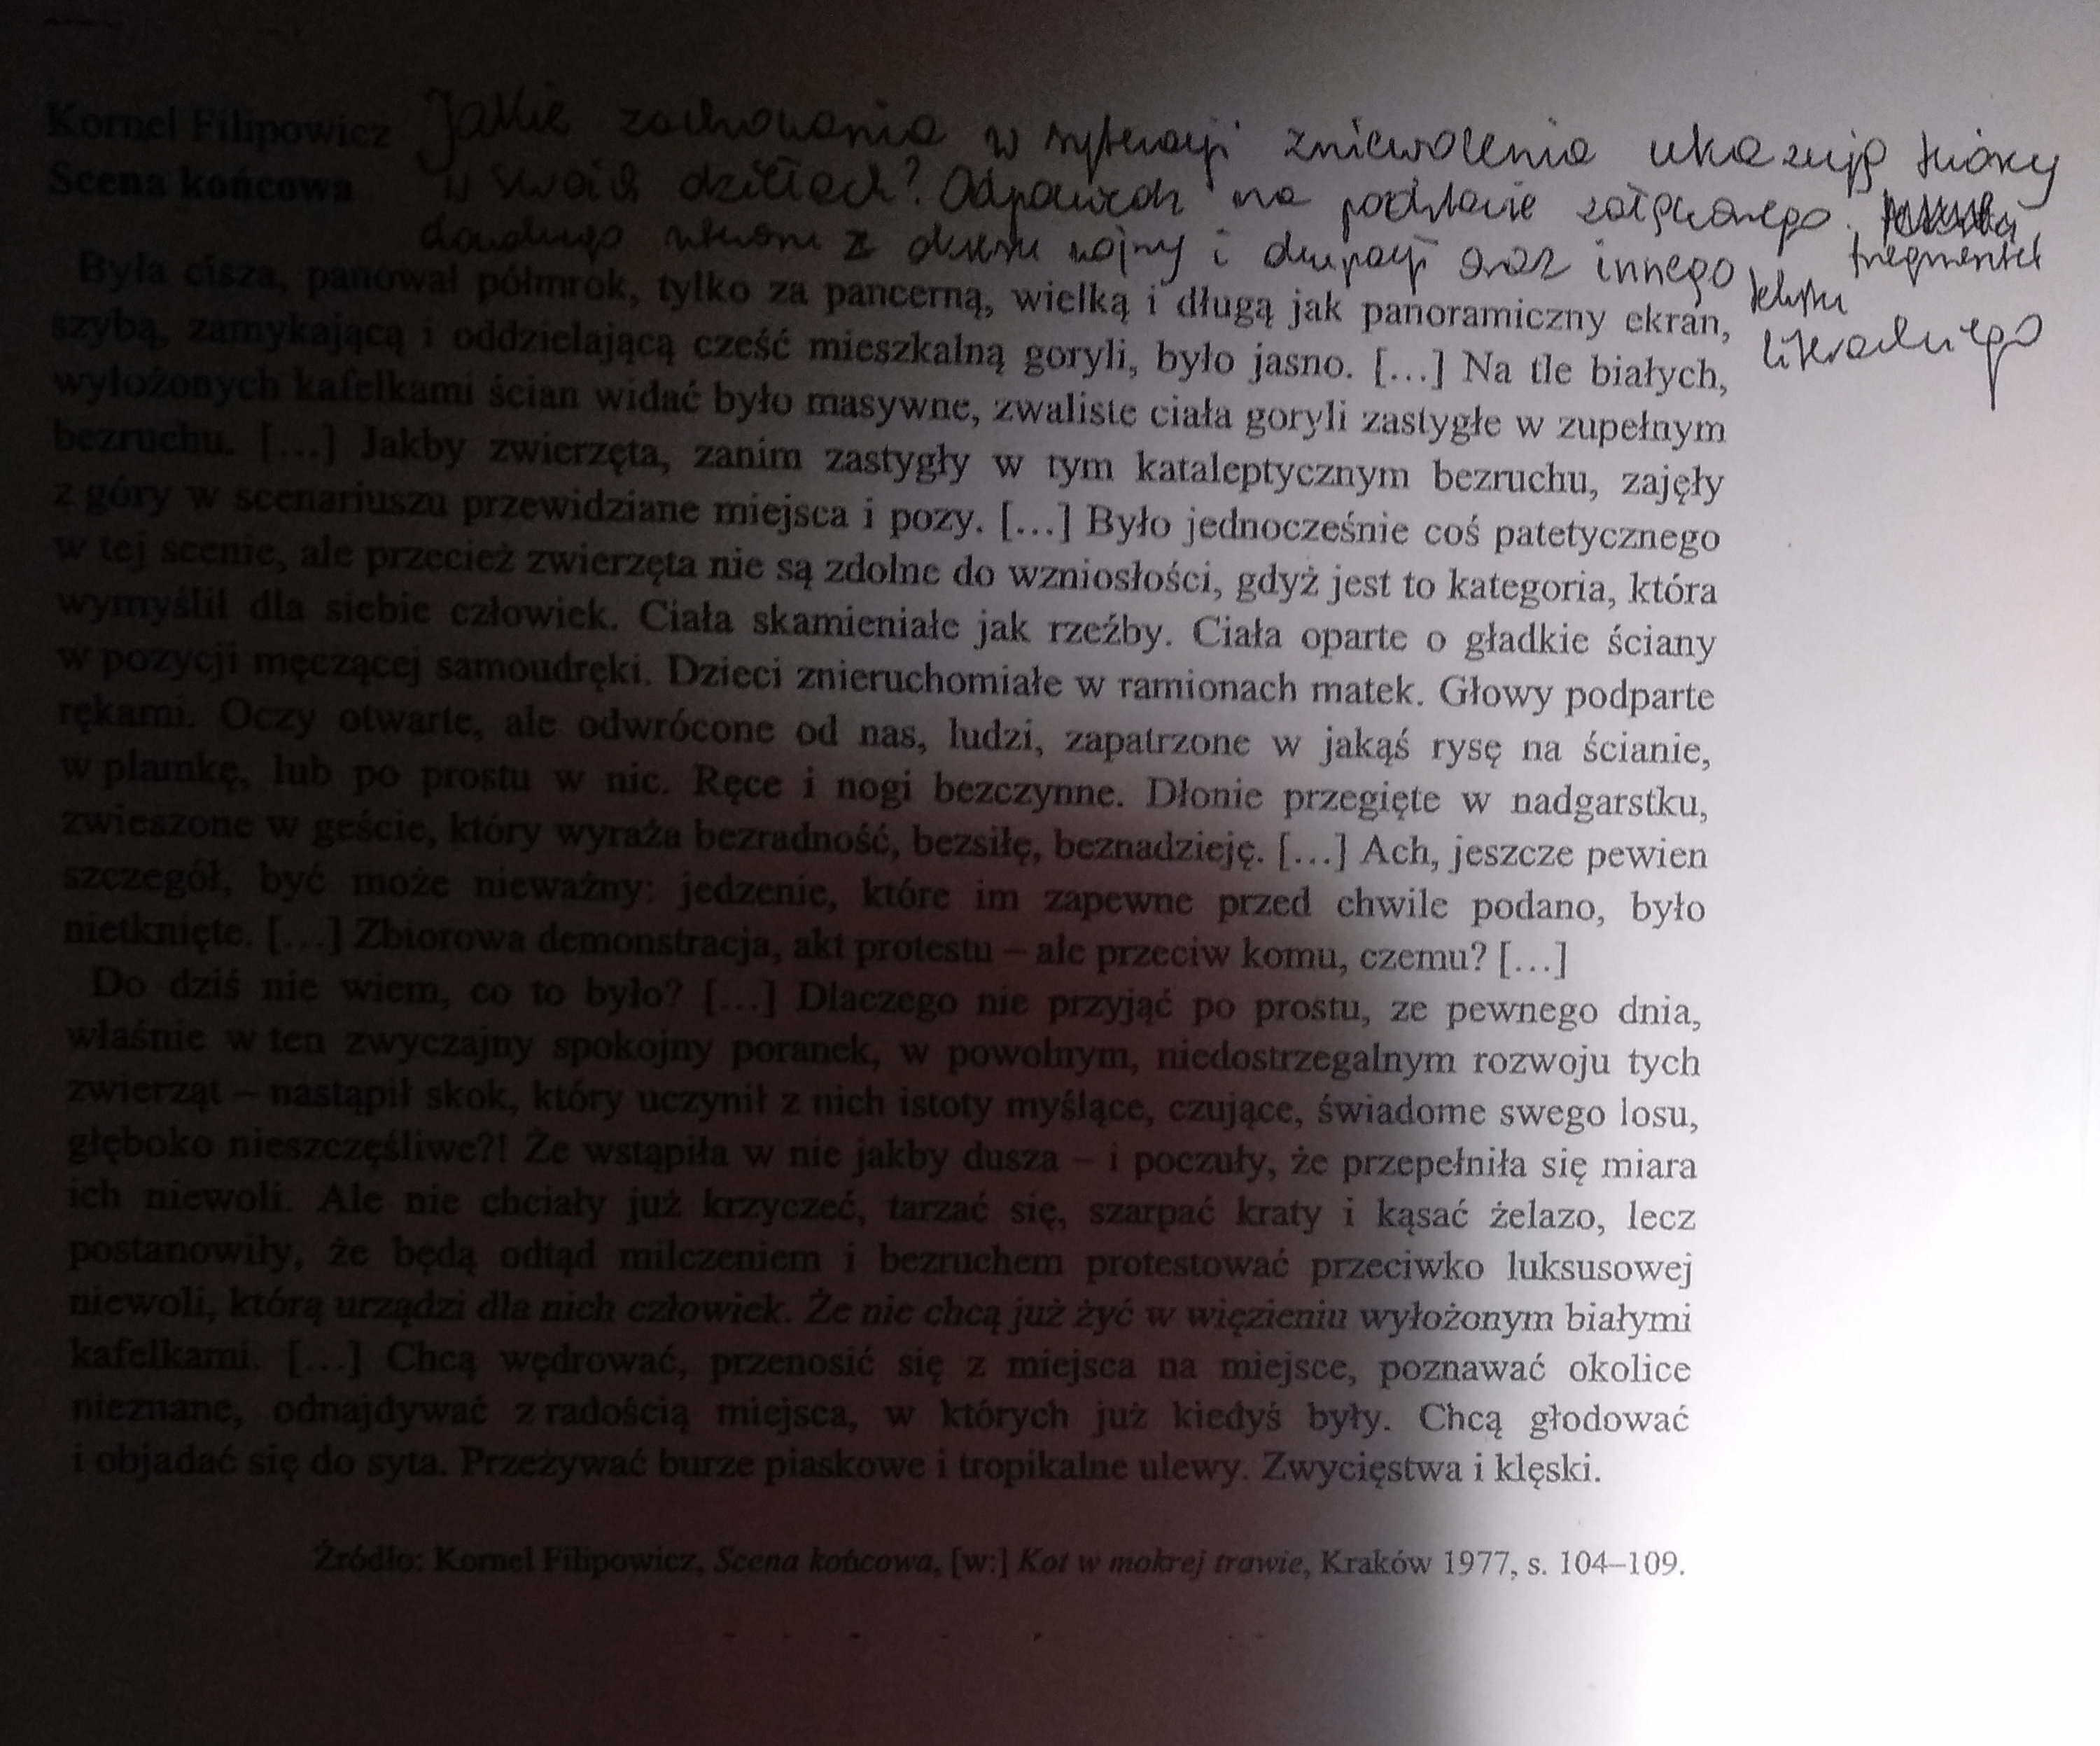 Kornel Filipowicz
Scena końcowa
Jakie zachowania w sytuacji zniewolenia ukazują twórcy
w swoich dziełach? Odpowiedz na podstawie załączonego fragmentu
dowolnego utworu z okresu wojny i okupacji oraz innego tekstu
literackiego
Była cisza, panował półmrok, tylko za pancerną, wielką i długą jak panoramiczny ekran,
szybą, zamykającą i oddzielającą cześć mieszkalną goryli, było jasno. [...] Na tle białych,
wyłożonych kafelkami ścian widać było masywne, zwaliste ciała goryli zastygłe w zupełnym
bezruchu. [...] Jakby zwierzęta, zanim zastygły w tym kataleptycznym bezruchu, zajęły
z góry w scenariuszu przewidziane miejsca i pozy. [...] Było jednocześnie coś patetycznego
w tej scenie, ale przecież zwierzęta nie są zdolne do wzniosłości, gdyż jest to kategoria, która
wymyślił dla siebie człowiek. Ciała skamieniałe jak rzeźby. Ciała oparte o gładkie ściany
w pozycji męczącej samoudręki. Dzieci znieruchomiałe w ramionach matek. Głowy podparte
rękami. Oczy otwarte, ale odwrócone od nas, ludzi, zapatrzone w jakąś rysę na ścianie,
w plamkę, lub po prostu w nic. Ręce i nogi bezczynne. Dłonie przegięte w nadgarstku,
zwieszone w geście, który wyraża bezradność, bezsiłę, beznadzieję. [...] Ach, jeszcze pewien
szczegół, być może nieważny: jedzenie, które im zapewne przed chwile podano, było
nietknięte. [...] Zbiorowa demonstracja, akt protestu – ale przeciw komu, czemu? [...]
Do dziś nie wiem, co to było? [...] Dlaczego nie przyjąć po prostu, ze pewnego dnia,
właśnie w ten zwyczajny spokojny poranek, w powolnym, niedostrzegalnym rozwoju tych
zwierząt – nastąpił skok, który uczynił z nich istoty myślące, czujące, świadome swego losu,
głęboko nieszczęśliwe?! Że wstąpiła w nie jakby dusza – i poczuły, że przepełniła się miara
ich niewoli. Ale nie chciały już krzyczeć, tarzać się, szarpać kraty i kąsać żelazo, lecz
postanowiły, że będą odtąd milczeniem i bezruchem protestować przeciwko luksusowej
niewoli, którą urządzi dla nich człowiek. Że nie chcą już żyć w więzieniu wyłożonym białymi
kafelkami. [...] Chcą wędrować, przenosić się z miejsca na miejsce, poznawać okolice
nieznane, odnajdywać z radością miejsca, w których już kiedyś były. Chcą głodować
i objadać się do syta. Przeżywać burze piaskowe i tropikalne ulewy. Zwycięstwa i klęski.
Źródło: Kornel Filipowicz, Scena końcowa, [w:] Kot w mokrej trawie, Kraków 1977, s. 104–109.